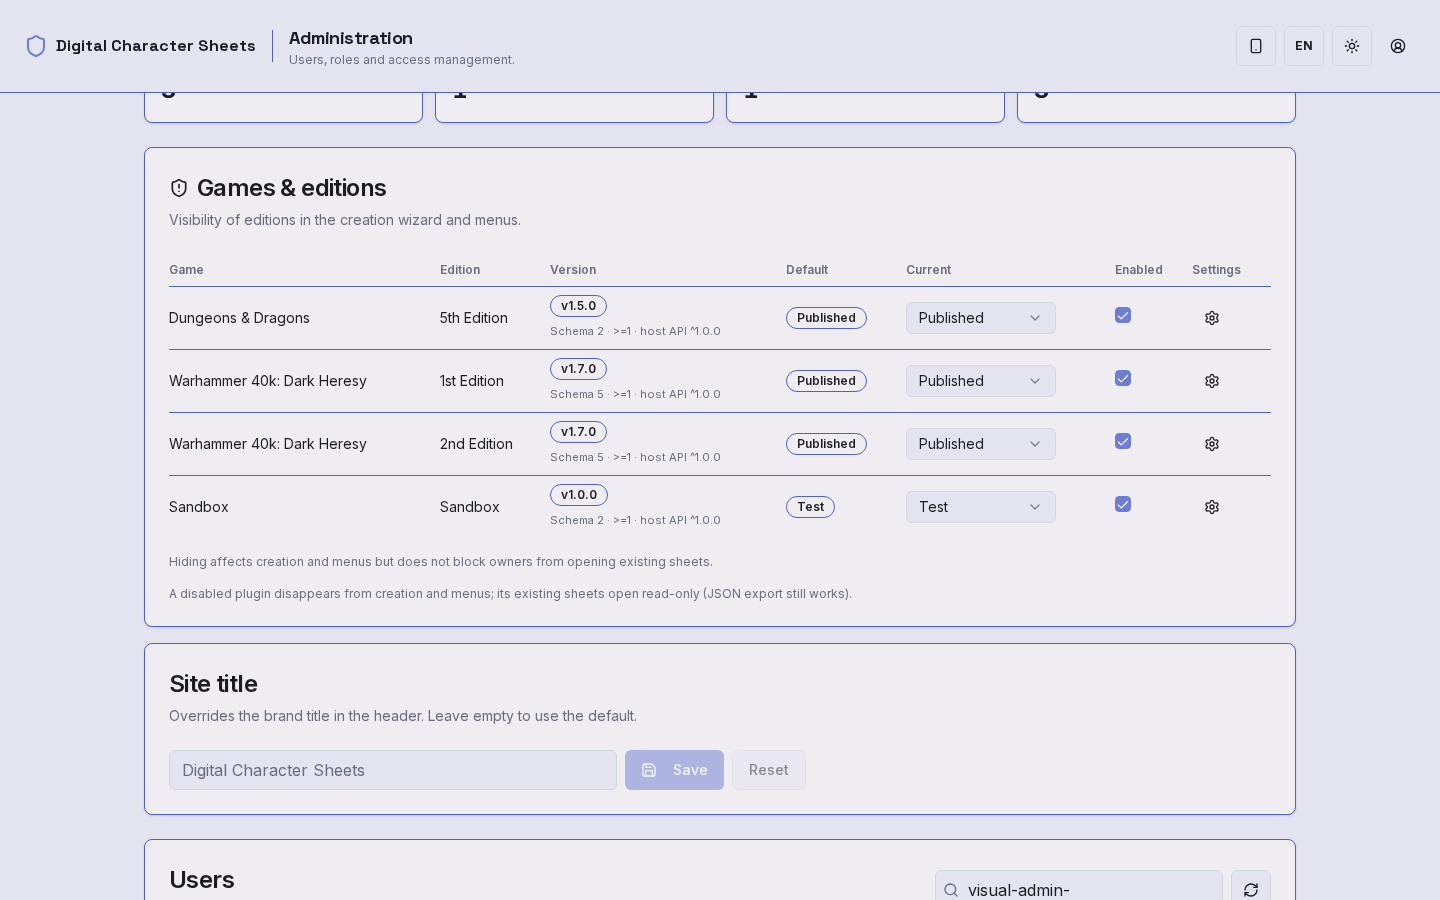 Digital Character Sheets
Administration
Users, roles and access management.
EN
Games & editions
Visibility of editions in the creation wizard and menus.
Game Edition Version Default Current Enabled Settings
Dungeons & Dragons 5th Edition v1.5.0 Published Published
Schema 2 · >=1 · host API ^1.0.0
Warhammer 40k: Dark Heresy 1st Edition v1.7.0 Published Published
Schema 5 · >=1 · host API ^1.0.0
Warhammer 40k: Dark Heresy 2nd Edition v1.7.0 Published Published
Schema 5 · >=1 · host API ^1.0.0
Sandbox Sandbox v1.0.0 Test Test
Schema 2 · >=1 · host API ^1.0.0
Hiding affects creation and menus but does not block owners from opening existing sheets.
A disabled plugin disappears from creation and menus; its existing sheets open read-only (JSON export still works).
Site title
Overrides the brand title in the header. Leave empty to use the default.
Digital Character Sheets Save Reset
Users
visual-admin-